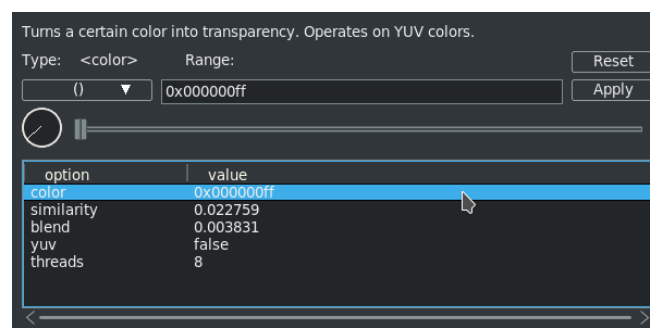 Turns a certain color into transparency. Operates on YUV colors.
Type: <color> Range: Reset
() 0x000000ff Apply
option value
color 0x000000ff
similarity 0.022759
blend 0.003831
yuv false
threads 8